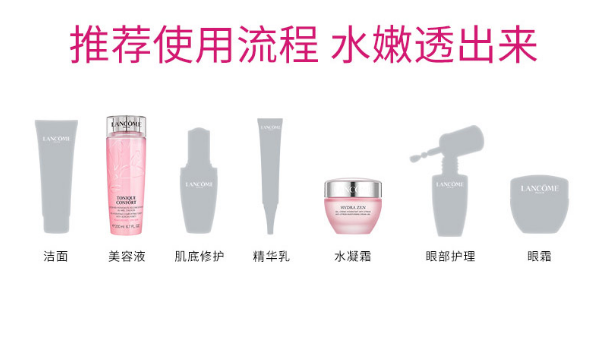 推荐使用流程 水嫩透出来
LANCÔME
LANCÔME
TONIQUE
CONFORT
LANCÔME
LANCÔME
HYDRA ZEN
LANCÔME
LANCÔME
洁面
美容液
肌底修护
精华乳
水凝霜
眼部护理
眼霜